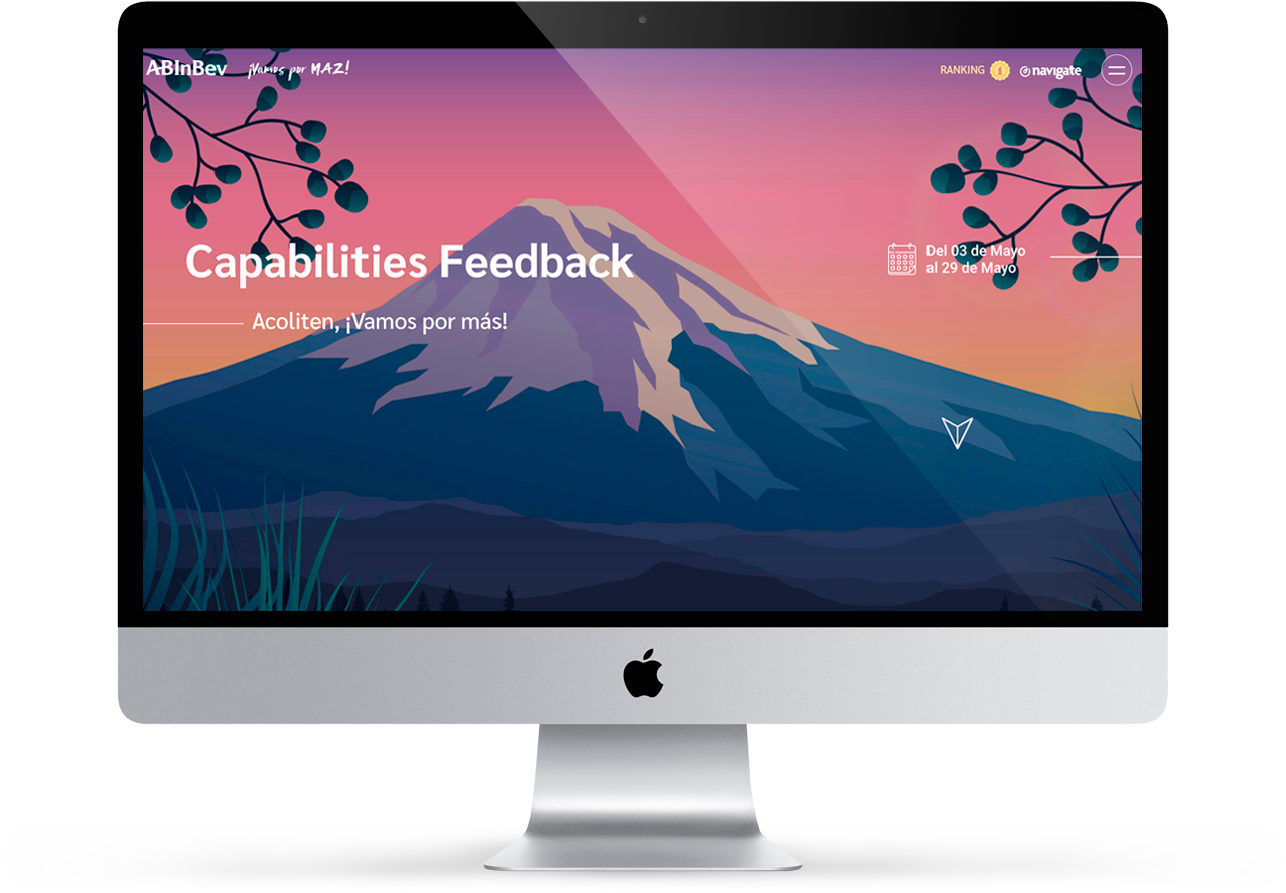 ABInBev
¡Vamos por MAZ!
RANKING 1
navigate
Capabilities Feedback
Acoliten, ¡Vamos por más!
Del 03 de Mayo
al 29 de Mayo